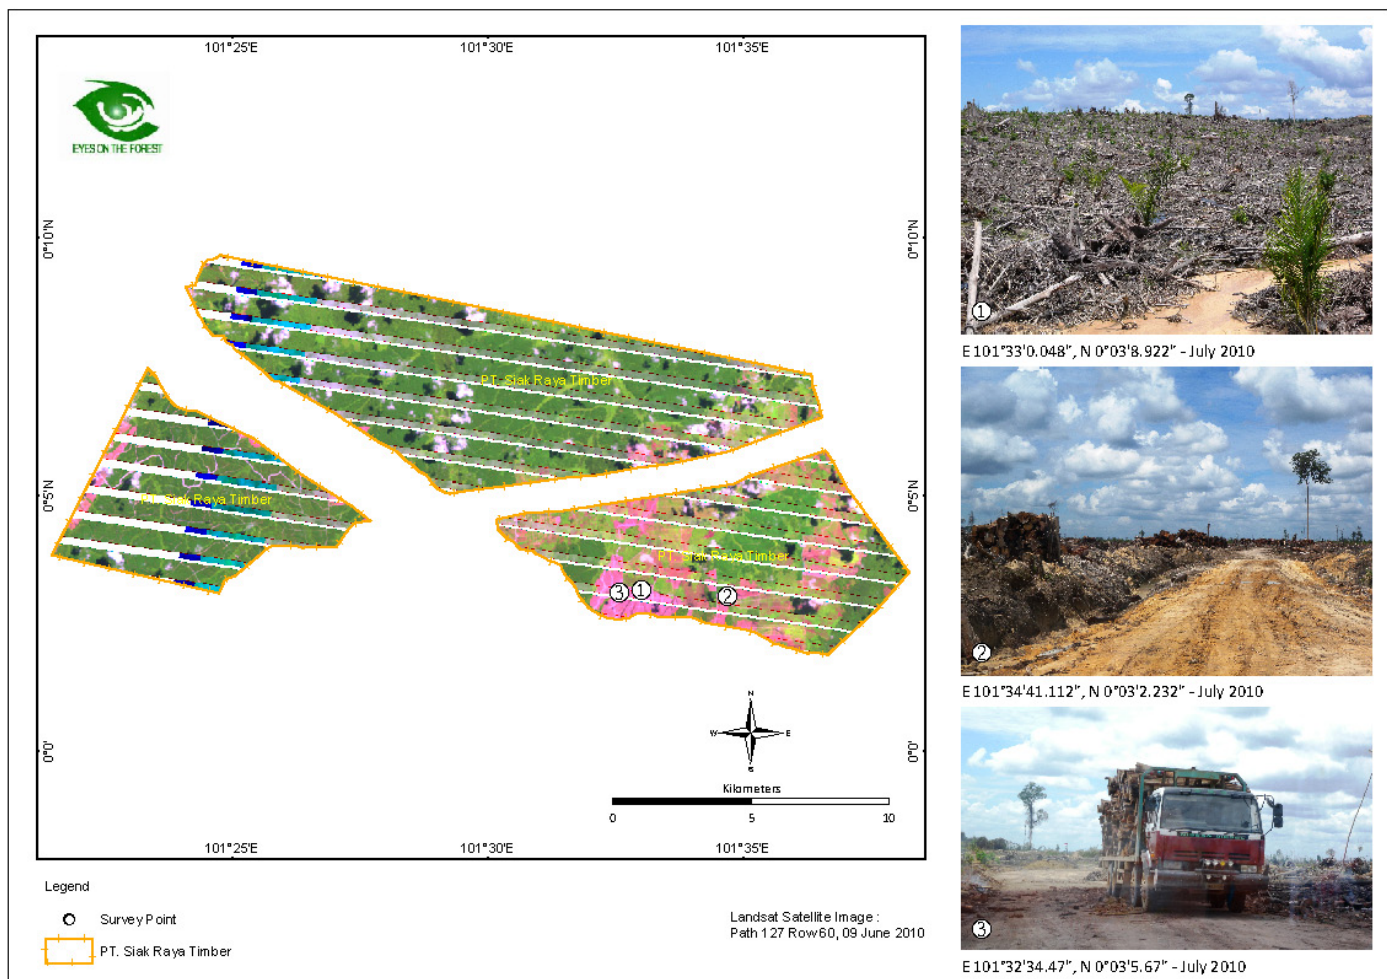 101°25'E
101°30'E
101°35'E
EYES ON THE FOREST
0°10'N
0°10'N
PT. Siak Raya Timber
0°5'N
PT. Siak Raya Timber
0°5'N
PT. Siak Raya Timber
3
1
2
0°0'
0°0'
N
W
E
S
Kilometers
0
5
10
101°25'E
101°30'E
101°35'E
Legend
Survey Point
PT. Siak Raya Timber
Landsat Satellite Image :
Path 127 Row 60, 09 June 2010
1
E 101°33'0.048", N 0°03'8.922" - July 2010
2
E 101°34'41.112", N 0°03'2.232" - July 2010
3
E 101°32'34.47", N 0°03'5.67" - July 2010